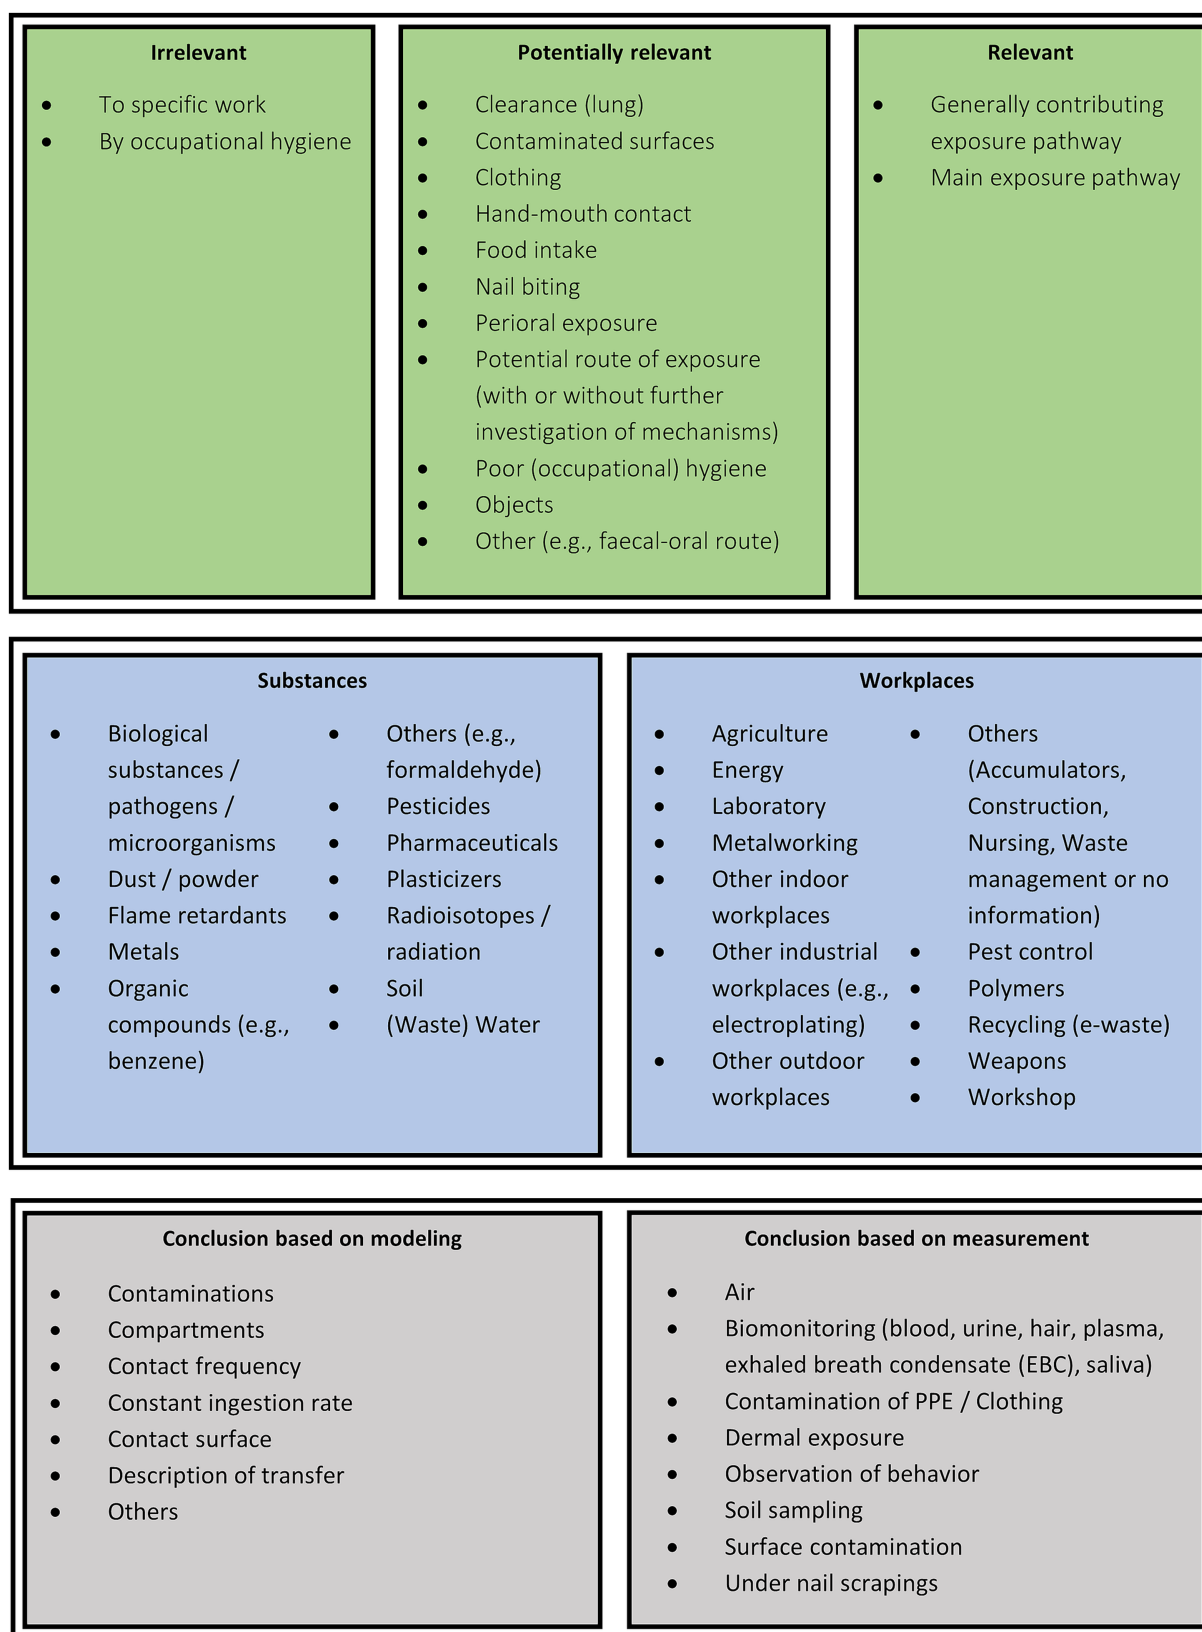 Irrelevant
• To specific work
• By occupational hygiene
Potentially relevant
• Clearance (lung)
• Contaminated surfaces
• Clothing
• Hand-mouth contact
• Food intake
• Nail biting
• Perioral exposure
• Potential route of exposure
(with or without further
investigation of mechanisms)
• Poor (occupational) hygiene
• Objects
• Other (e.g., faecal-oral route)
Relevant
• Generally contributing
exposure pathway
• Main exposure pathway
Substances
• Biological
substances /
pathogens /
microorganisms
• Dust / powder
• Flame retardants
• Metals
• Organic
compounds (e.g.,
benzene)
• Others (e.g.,
formaldehyde)
• Pesticides
• Pharmaceuticals
• Plasticizers
• Radioisotopes /
radiation
• Soil
• (Waste) Water
Workplaces
• Agriculture
• Energy
• Laboratory
• Metalworking
• Other indoor
workplaces
• Other industrial
workplaces (e.g.,
electroplating)
• Other outdoor
workplaces
• Others
(Accumulators,
Construction,
Nursing, Waste
management or no
information)
• Pest control
• Polymers
• Recycling (e-waste)
• Weapons
• Workshop
Conclusion based on modeling
• Contaminations
• Compartments
• Contact frequency
• Constant ingestion rate
• Contact surface
• Description of transfer
• Others
Conclusion based on measurement
• Air
• Biomonitoring (blood, urine, hair, plasma,
exhaled breath condensate (EBC), saliva)
• Contamination of PPE / Clothing
• Dermal exposure
• Observation of behavior
• Soil sampling
• Surface contamination
• Under nail scrapings